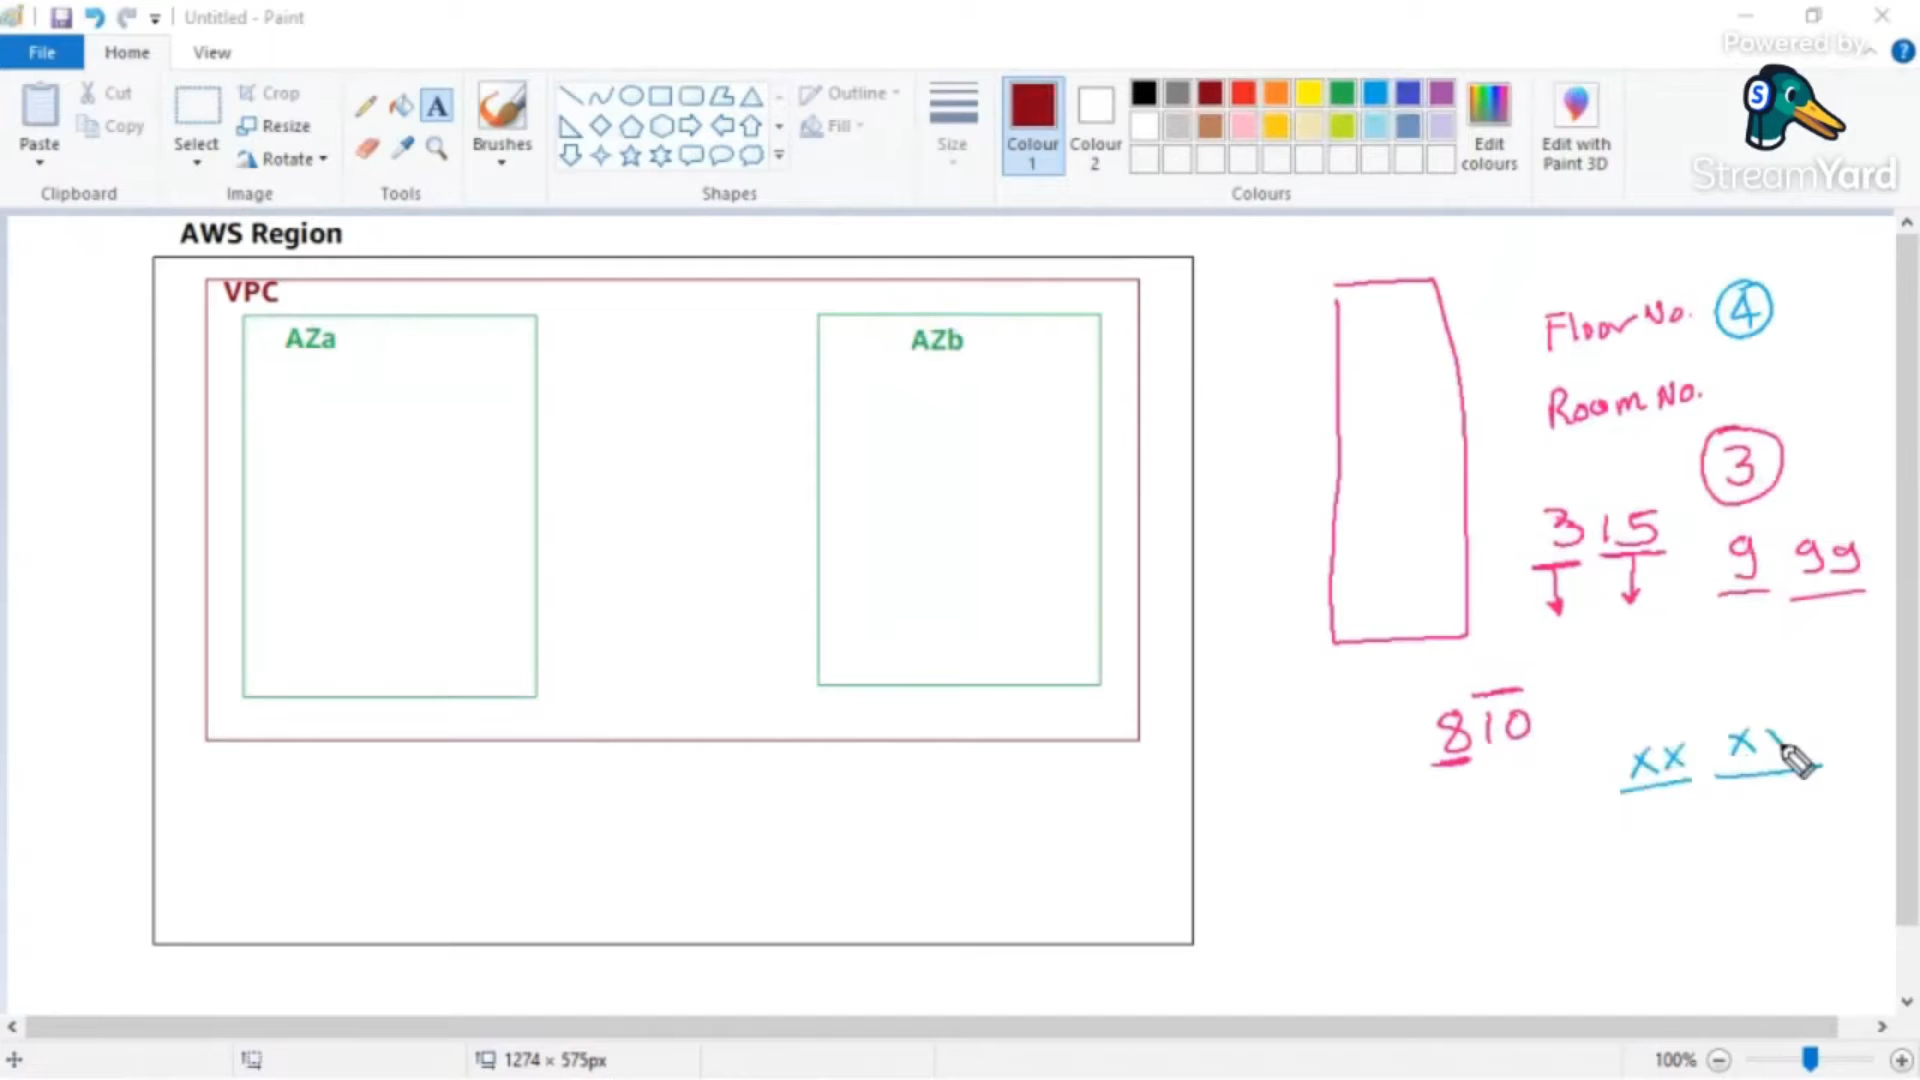 Untitled - Paint
Powered by
File
Home
View
Paste
Cut
Copy
Clipboard
Select
Crop
Resize
Rotate
Image
A
Tools
Brushes
Shapes
Outline
Fill
Size
Colour 1
Colour 2
Edit colours
Edit with Paint 3D
Colours
S
StreamYard
AWS Region
VPC
AZa
AZb
Floor No. 4
Room No.
3
3 15
9 99
810
xx x
1274 × 575px
100%